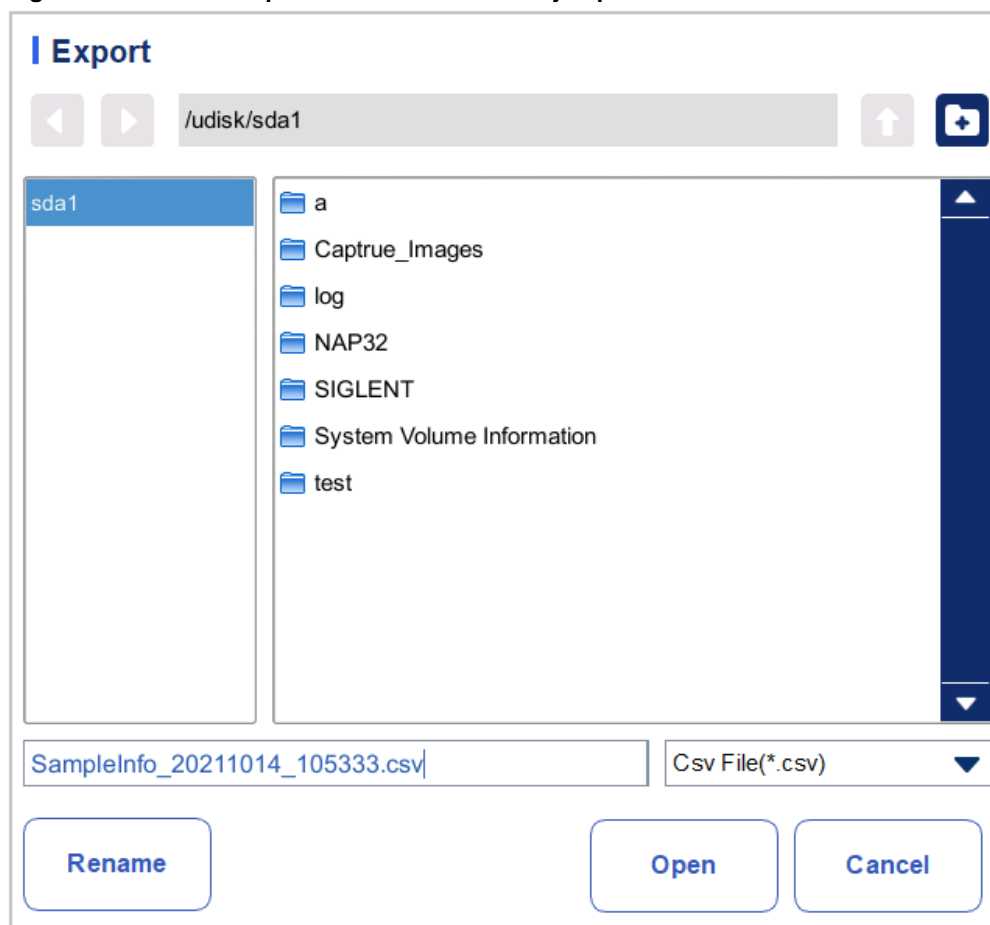 Export
/udisk/sda1
sda1
a
Captrue_Images
log
NAP32
SIGLENT
System Volume Information
test
SampleInfo_20211014_105333.csv
Csv File(*.csv)
Rename
Open
Cancel